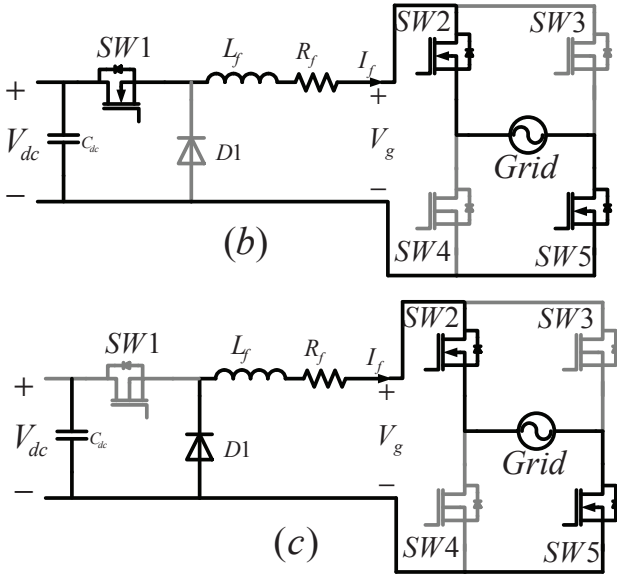 SW1 L_f R_f I_f SW2 SW3
+ +
V_dc C_dc D1 V_g Grid
− −
SW4 SW5
(b)
SW1 L_f R_f I_f SW2 SW3
+ +
V_dc C_dc D1 V_g Grid
− −
SW4 SW5
(c)